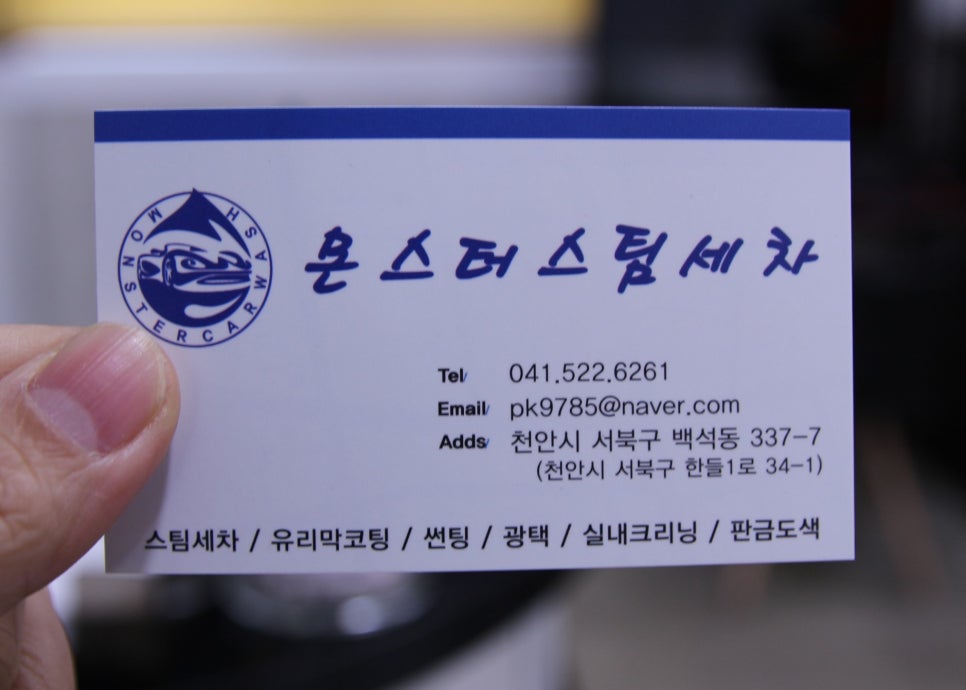 MONSTERCARWASH
몬스터스팀세차
Tel/ 041.522.6261
Email/ pk9785@naver.com
Adds/ 천안시 서북구 백석동 337-7
(천안시 서북구 한들1로 34-1)
스팀세차 / 유리막코팅 / 썬팅 / 광택 / 실내크리닝 / 판금도색